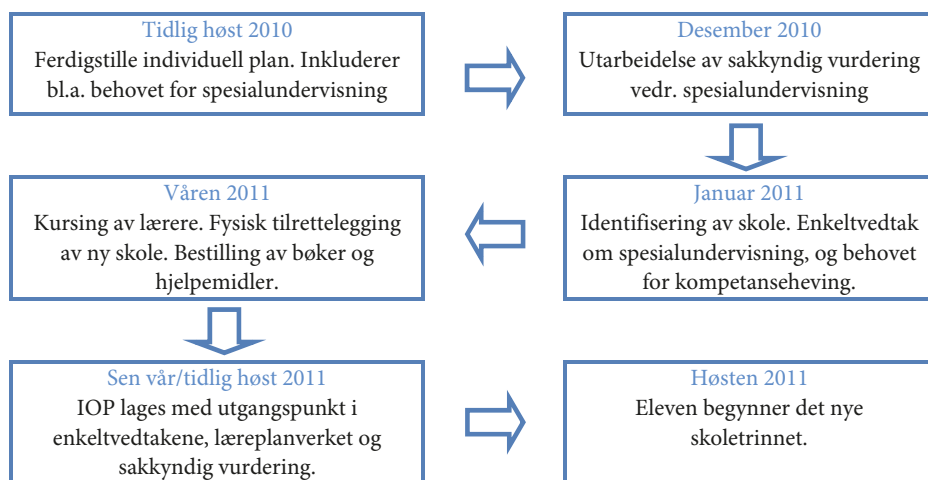 Tidlig høst 2010
Ferdigstille individuell plan. Inkluderer
bl.a. behovet for spesialundervisning
Desember 2010
Utarbeidelse av sakkyndig vurdering
vedr. spesialundervisning
Januar 2011
Identifisering av skole. Enkeltvedtak
om spesialundervisning, og behovet
for kompetanseheving.
Våren 2011
Kursing av lærere. Fysisk tilrettelegging
av ny skole. Bestilling av bøker og
hjelpemidler.
Sen vår/tidlig høst 2011
IOP lages med utgangspunkt i
enkeltvedtakene, læreplanverket og
sakkyndig vurdering.
Høsten 2011
Eleven begynner det nye
skoletrinnet.